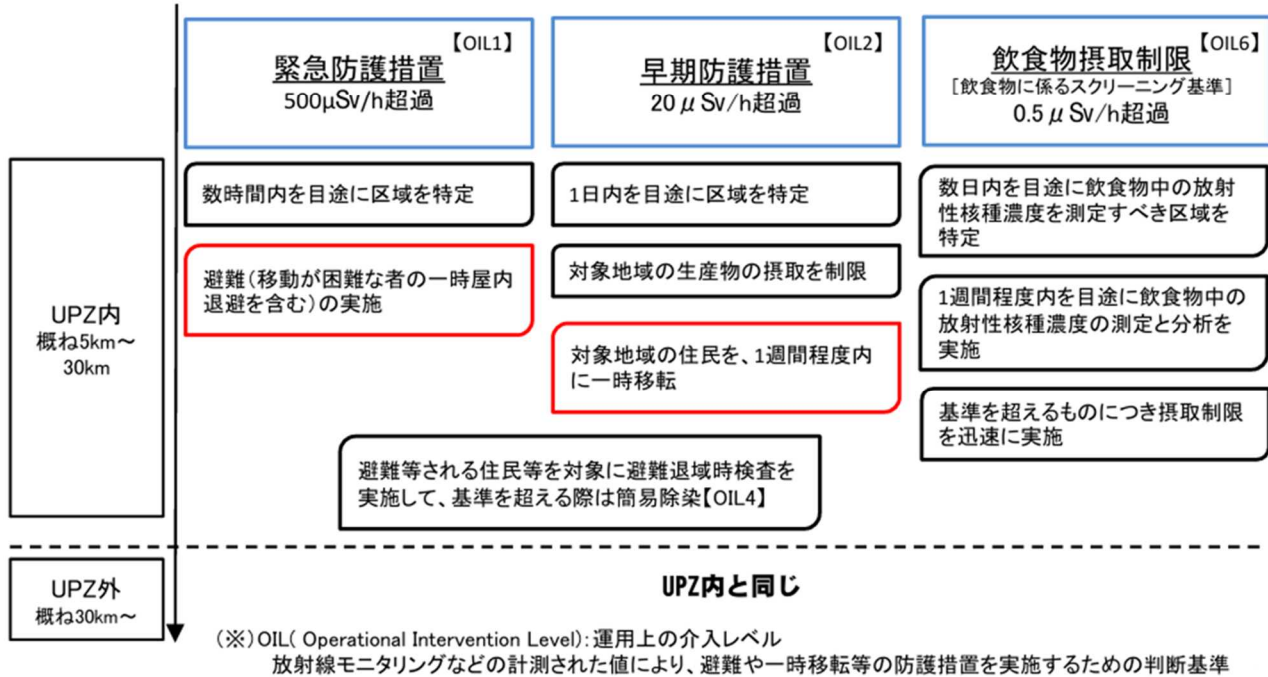 【OIL1】
緊急防護措置
500μSv/h超過
【OIL2】
早期防護措置
20μSv/h超過
【OIL6】
飲食物摂取制限
[飲食物に係るスクリーニング基準]
0.5μSv/h超過
UPZ内
概ね5km～
30km
数時間内を目途に区域を特定
避難(移動が困難な者の一時屋内
退避を含む)の実施
1日内を目途に区域を特定
対象地域の生産物の摂取を制限
対象地域の住民を、1週間程度内
に一時移転
数日内を目途に飲食物中の放射
性核種濃度を測定すべき区域を
特定
1週間程度内を目途に飲食物中の
放射性核種濃度の測定と分析を
実施
基準を超えるものにつき摂取制限
を迅速に実施
避難等される住民等を対象に避難退域時検査を
実施して、基準を超える際は簡易除染【OIL4】
UPZ外
概ね30km～
UPZ内と同じ
(※)OIL( Operational Intervention Level):運用上の介入レベル
放射線モニタリングなどの計測された値により、避難や一時移転等の防護措置を実施するための判断基準